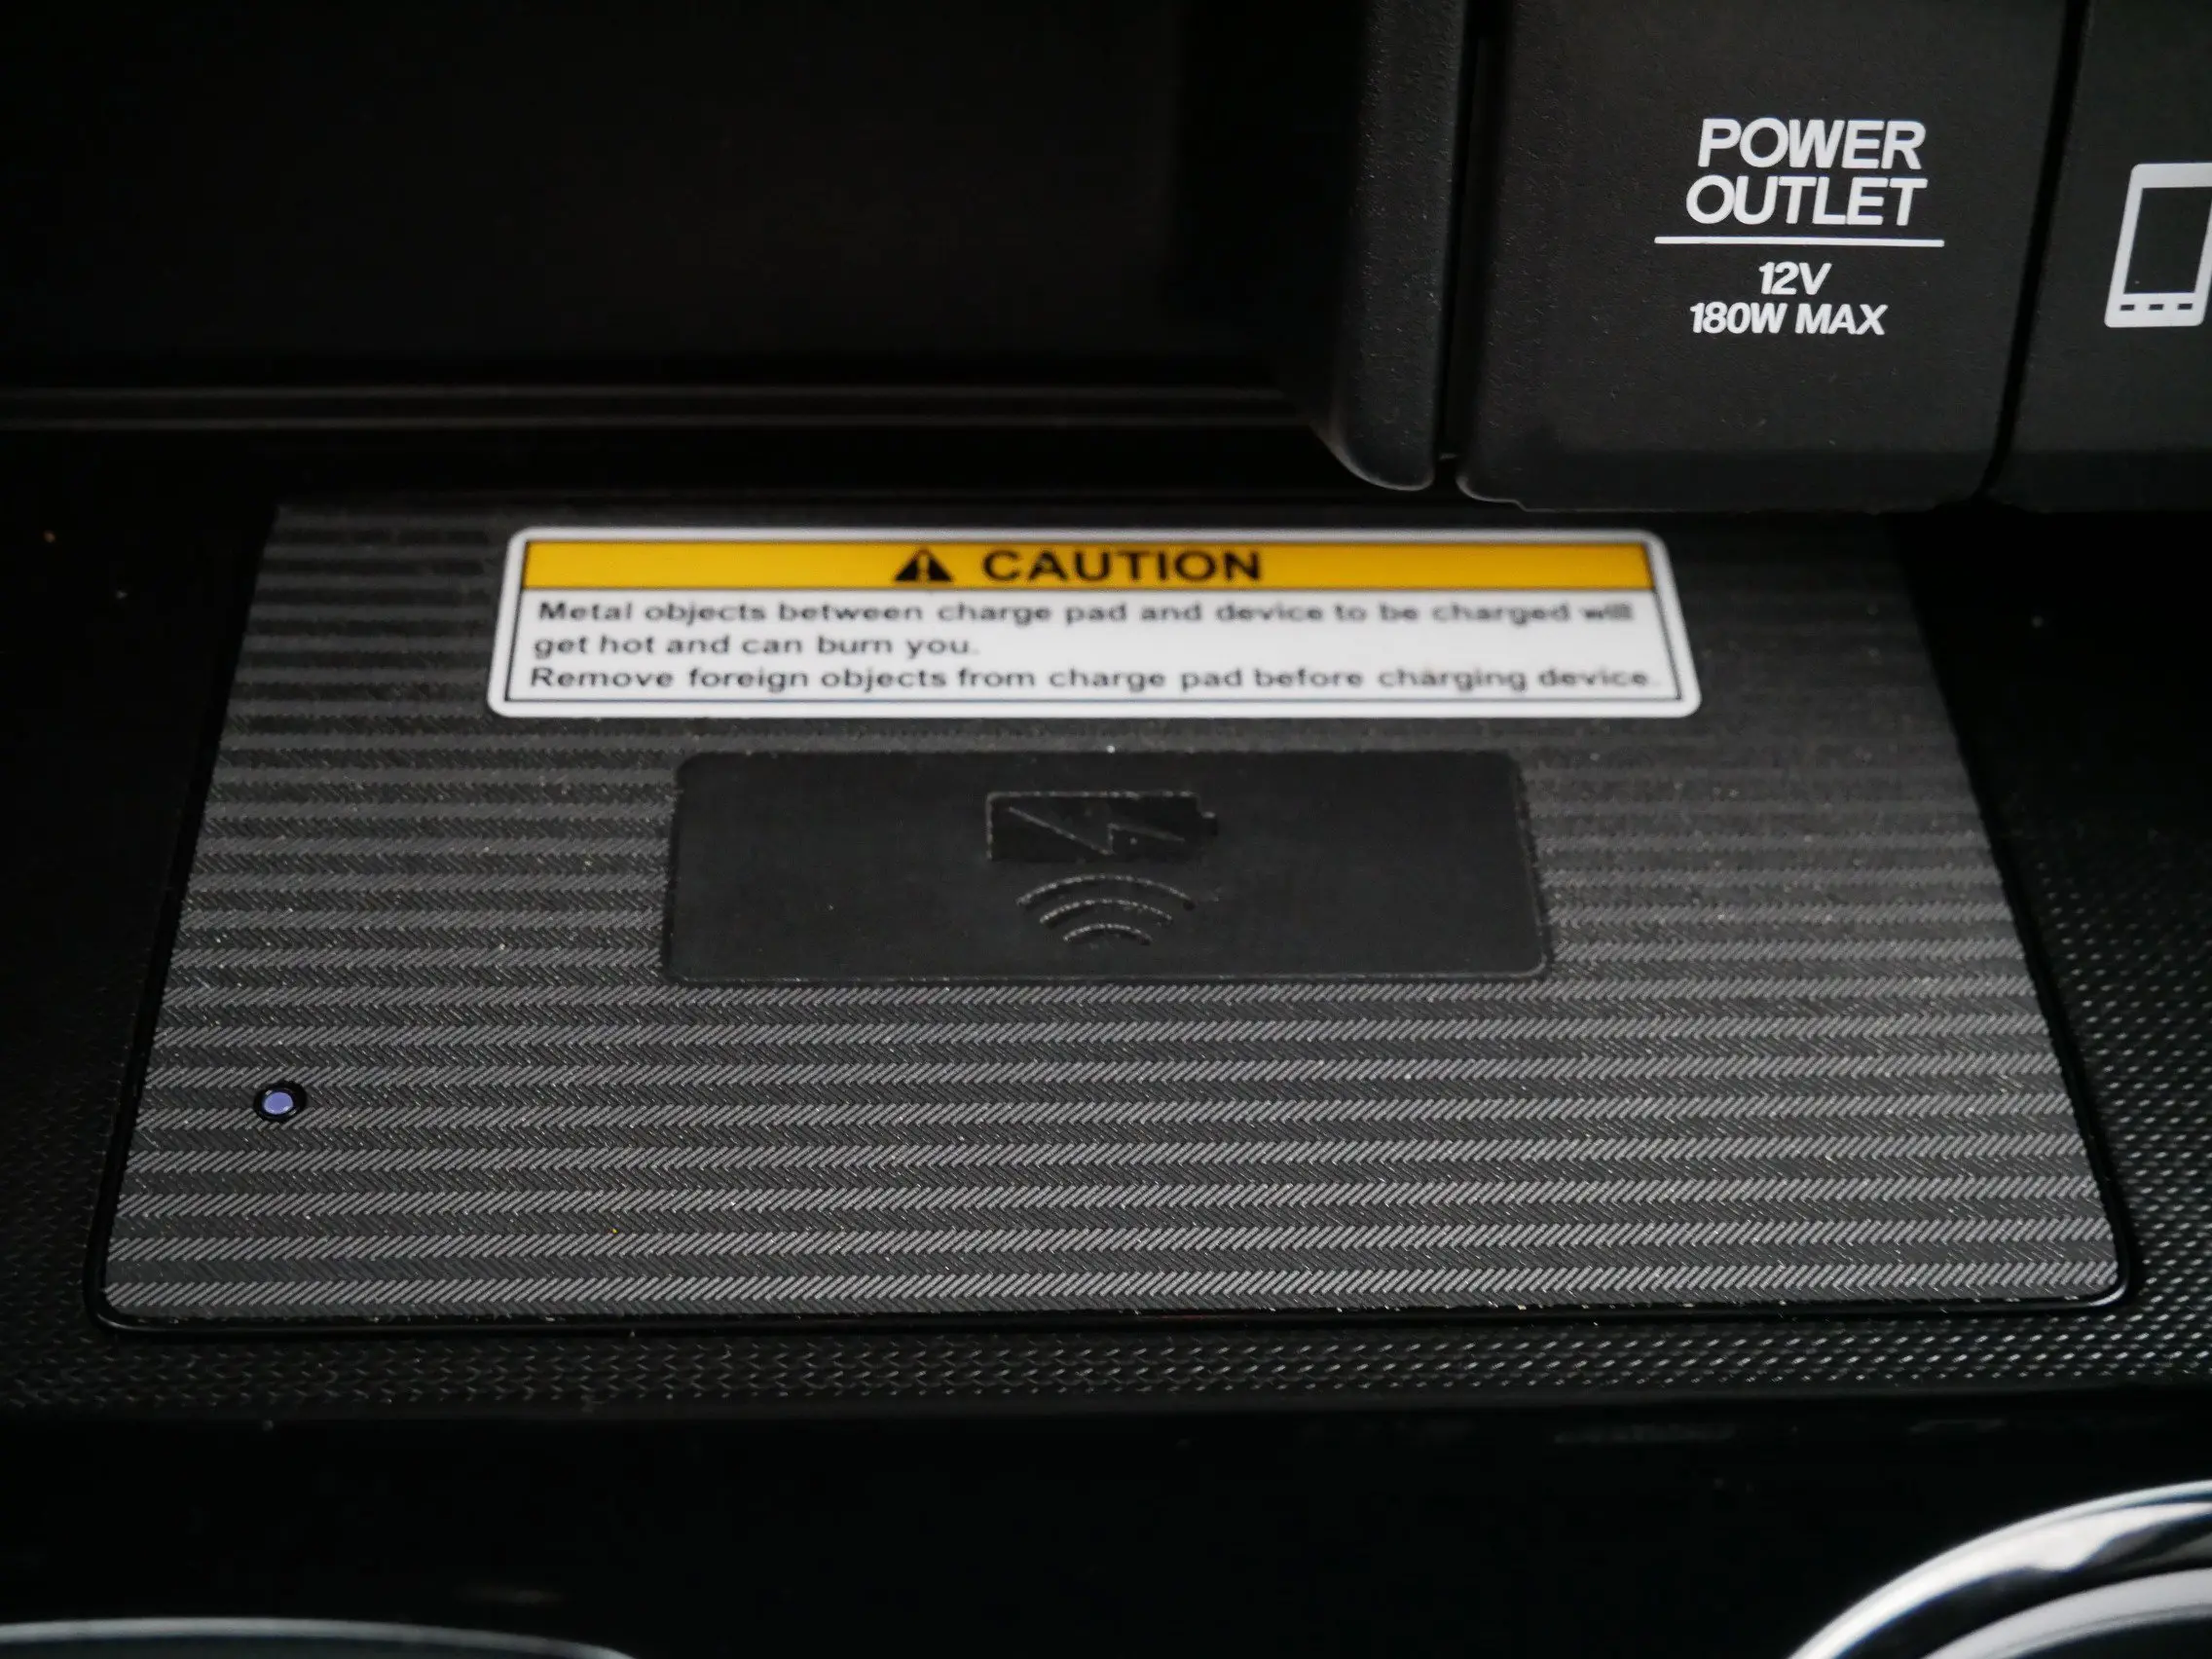 POWER
OUTLET
12V
180W MAX
CAUTION
Metal objects between charge pad and device to be charged will
get hot and can burn you.
Remove foreign objects from charge pad before charging device.